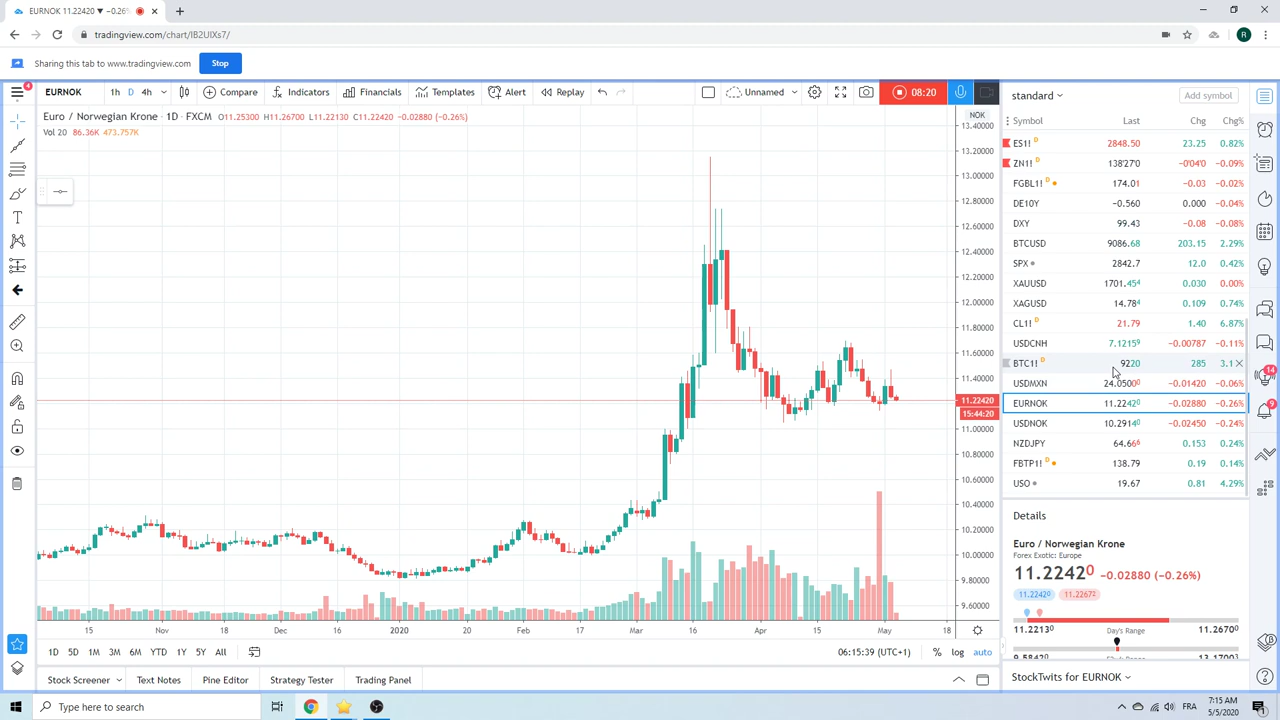 EURNOK 11.22420 ▼ −0.26%
tradingview.com/chart/IB2UIXs7/
R
Sharing this tab to www.tradingview.com
Stop
4
EURNOK
1h D 4h
Compare
Indicators
Financials
Templates
Alert
Replay
Unnamed
08:20
Euro / Norwegian Krone · 1D · FXCM O11.25300 H11.26700 L11.22130 C11.22420 −0.02880 (−0.26%)
Vol 20 86.36K 473.757K
NOK
13.40000
13.20000
13.00000
12.80000
12.60000
12.40000
12.20000
12.00000
11.80000
11.60000
11.40000
11.22420
15:44:20
11.00000
10.80000
10.60000
10.40000
10.20000
10.00000
9.80000
9.60000
15 Nov 18 Dec 16 2020 20 Feb 17 Mar 16 Apr 15 May 18
1D 5D 1M 3M 6M YTD 1Y 5Y All
06:15:39 (UTC+1) % log auto
Stock Screener Text Notes Pine Editor Strategy Tester Trading Panel
standard
Add symbol
Symbol Last Chg Chg%
ES1! D 2848.50 23.25 0.82%
ZN1! D 138'27'0 −0'04'0 −0.09%
FGBL1! D 174.01 −0.03 −0.02%
DE10Y −0.560 0.000 −0.04%
DXY 99.43 −0.08 −0.08%
BTCUSD 9086.68 203.15 2.29%
SPX 2842.7 12.0 0.42%
XAUUSD 1701.454 0.030 0.00%
XAGUSD 14.784 0.109 0.74%
CL1! D 21.79 1.40 6.87%
USDCNH 7.12159 −0.00787 −0.11%
BTC1! D 9220 285 3.1
USDMXN 24.05000 −0.01420 −0.06%
EURNOK 11.22420 −0.02880 −0.26%
USDNOK 10.29140 −0.02450 −0.24%
NZDJPY 64.666 0.153 0.24%
FBTP1! D 138.79 0.19 0.14%
USO 19.67 0.81 4.29%
Details
Euro / Norwegian Krone
Forex Exotic: Europe
11.22420 −0.02880 (−0.26%)
11.22420 11.22672
11.22130 Day's Range 11.26700
StockTwits for EURNOK
14
9
Type here to search
FRA
7:15 AM
5/5/2020
1